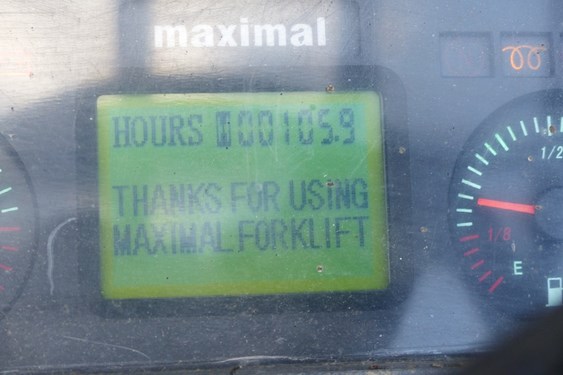 maximal
HOURS 000105.9
THANKS FOR USING
MAXIMAL FORKLIFT
1/2
1/8
E